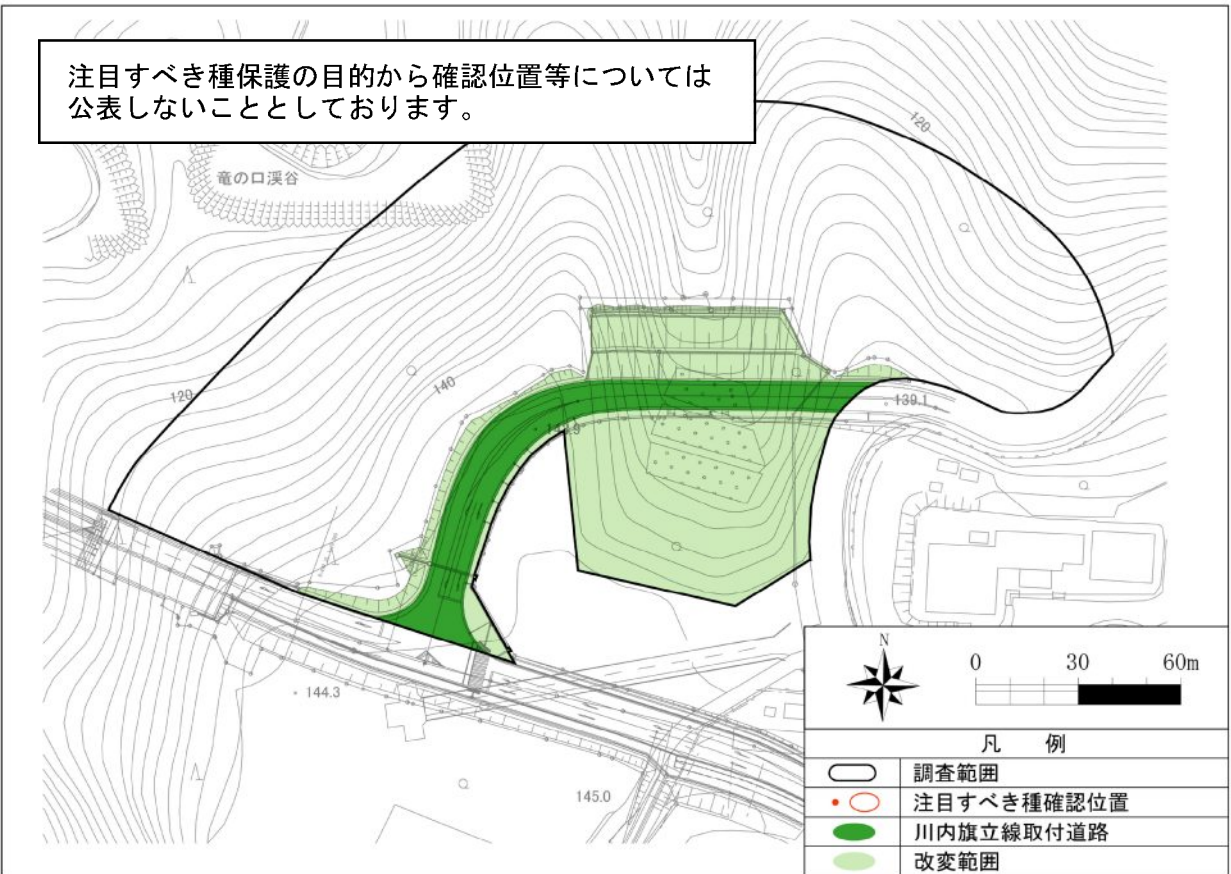 注目すべき種保護の目的から確認位置等については
公表しないこととしております。
120
竜の口渓谷
140
120
139.1
144.3
145.0
N
0 30 60m
凡 例
調査範囲
注目すべき種確認位置
川内旗立線取付道路
改変範囲